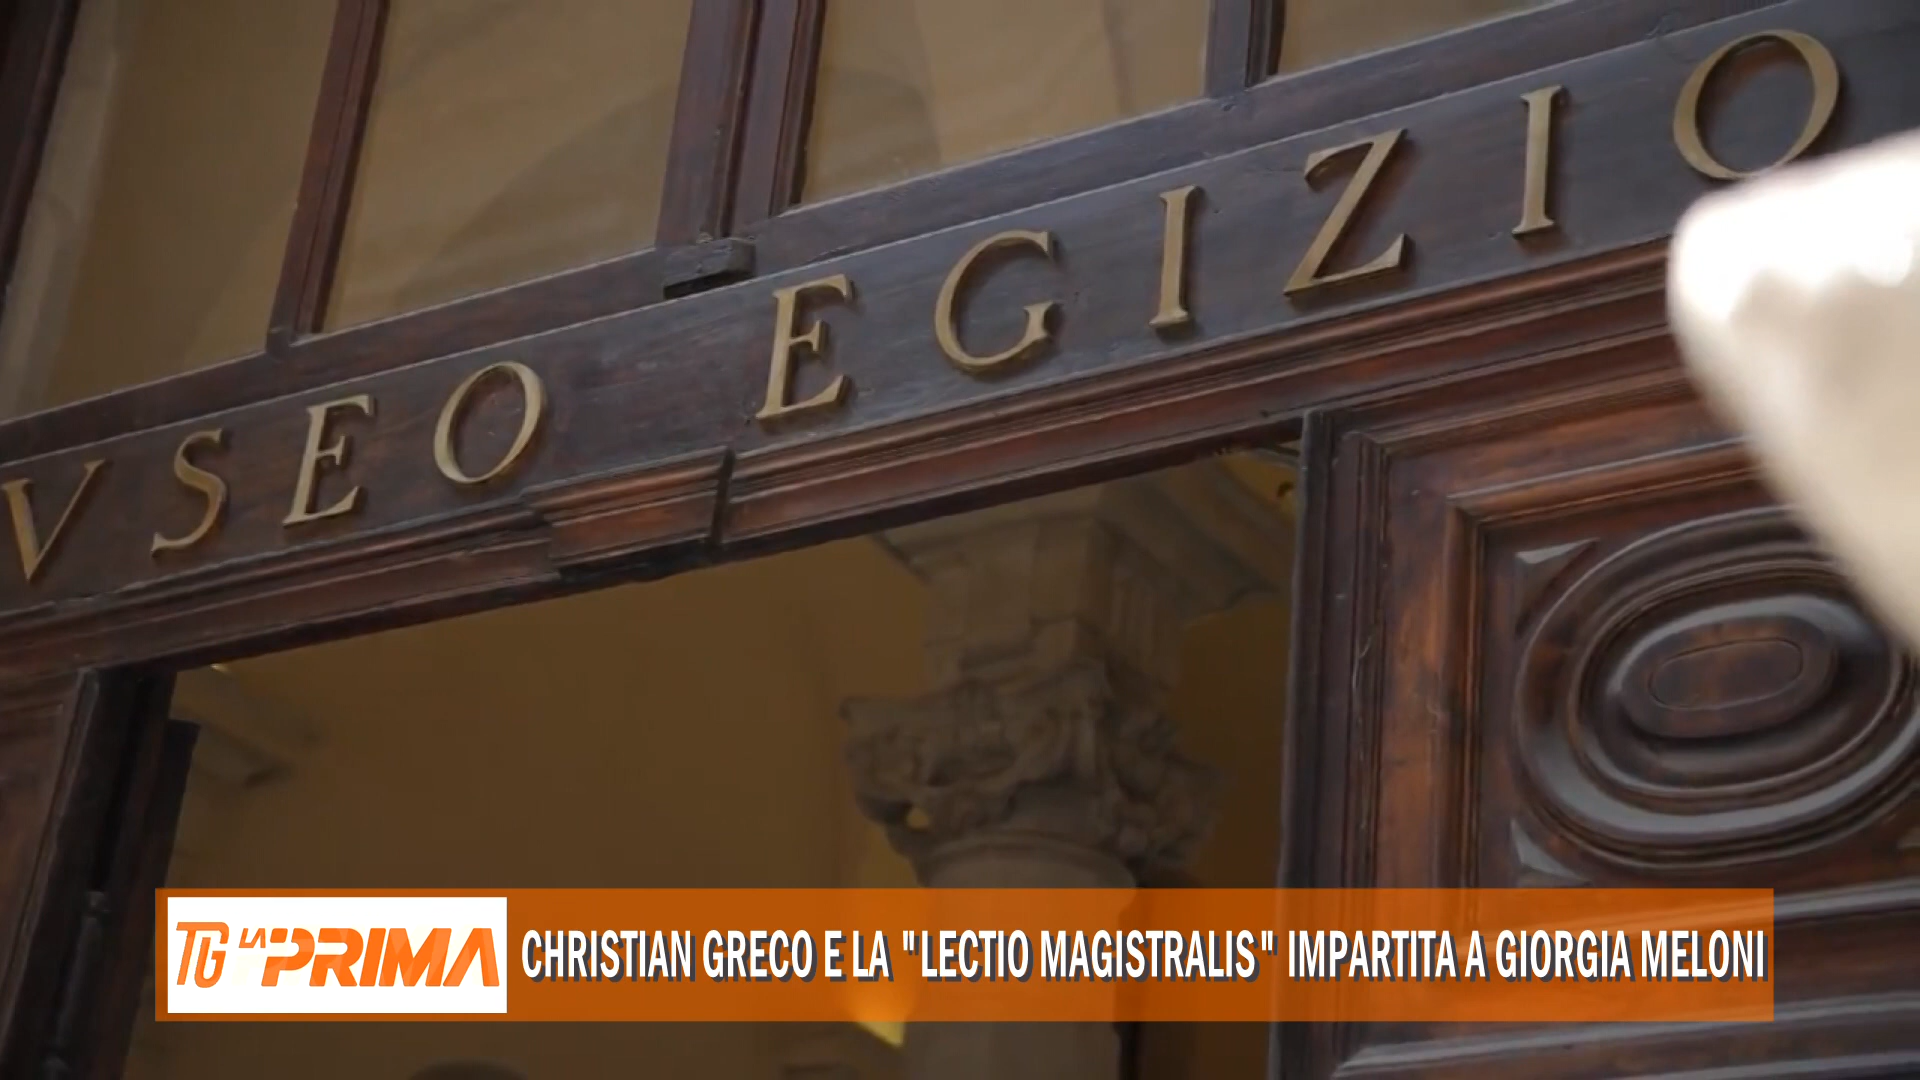 VSEO EGIZIO
TG LA PRIMA
CHRISTIAN GRECO E LA "LECTIO MAGISTRALIS" IMPARTITA A GIORGIA MELONI